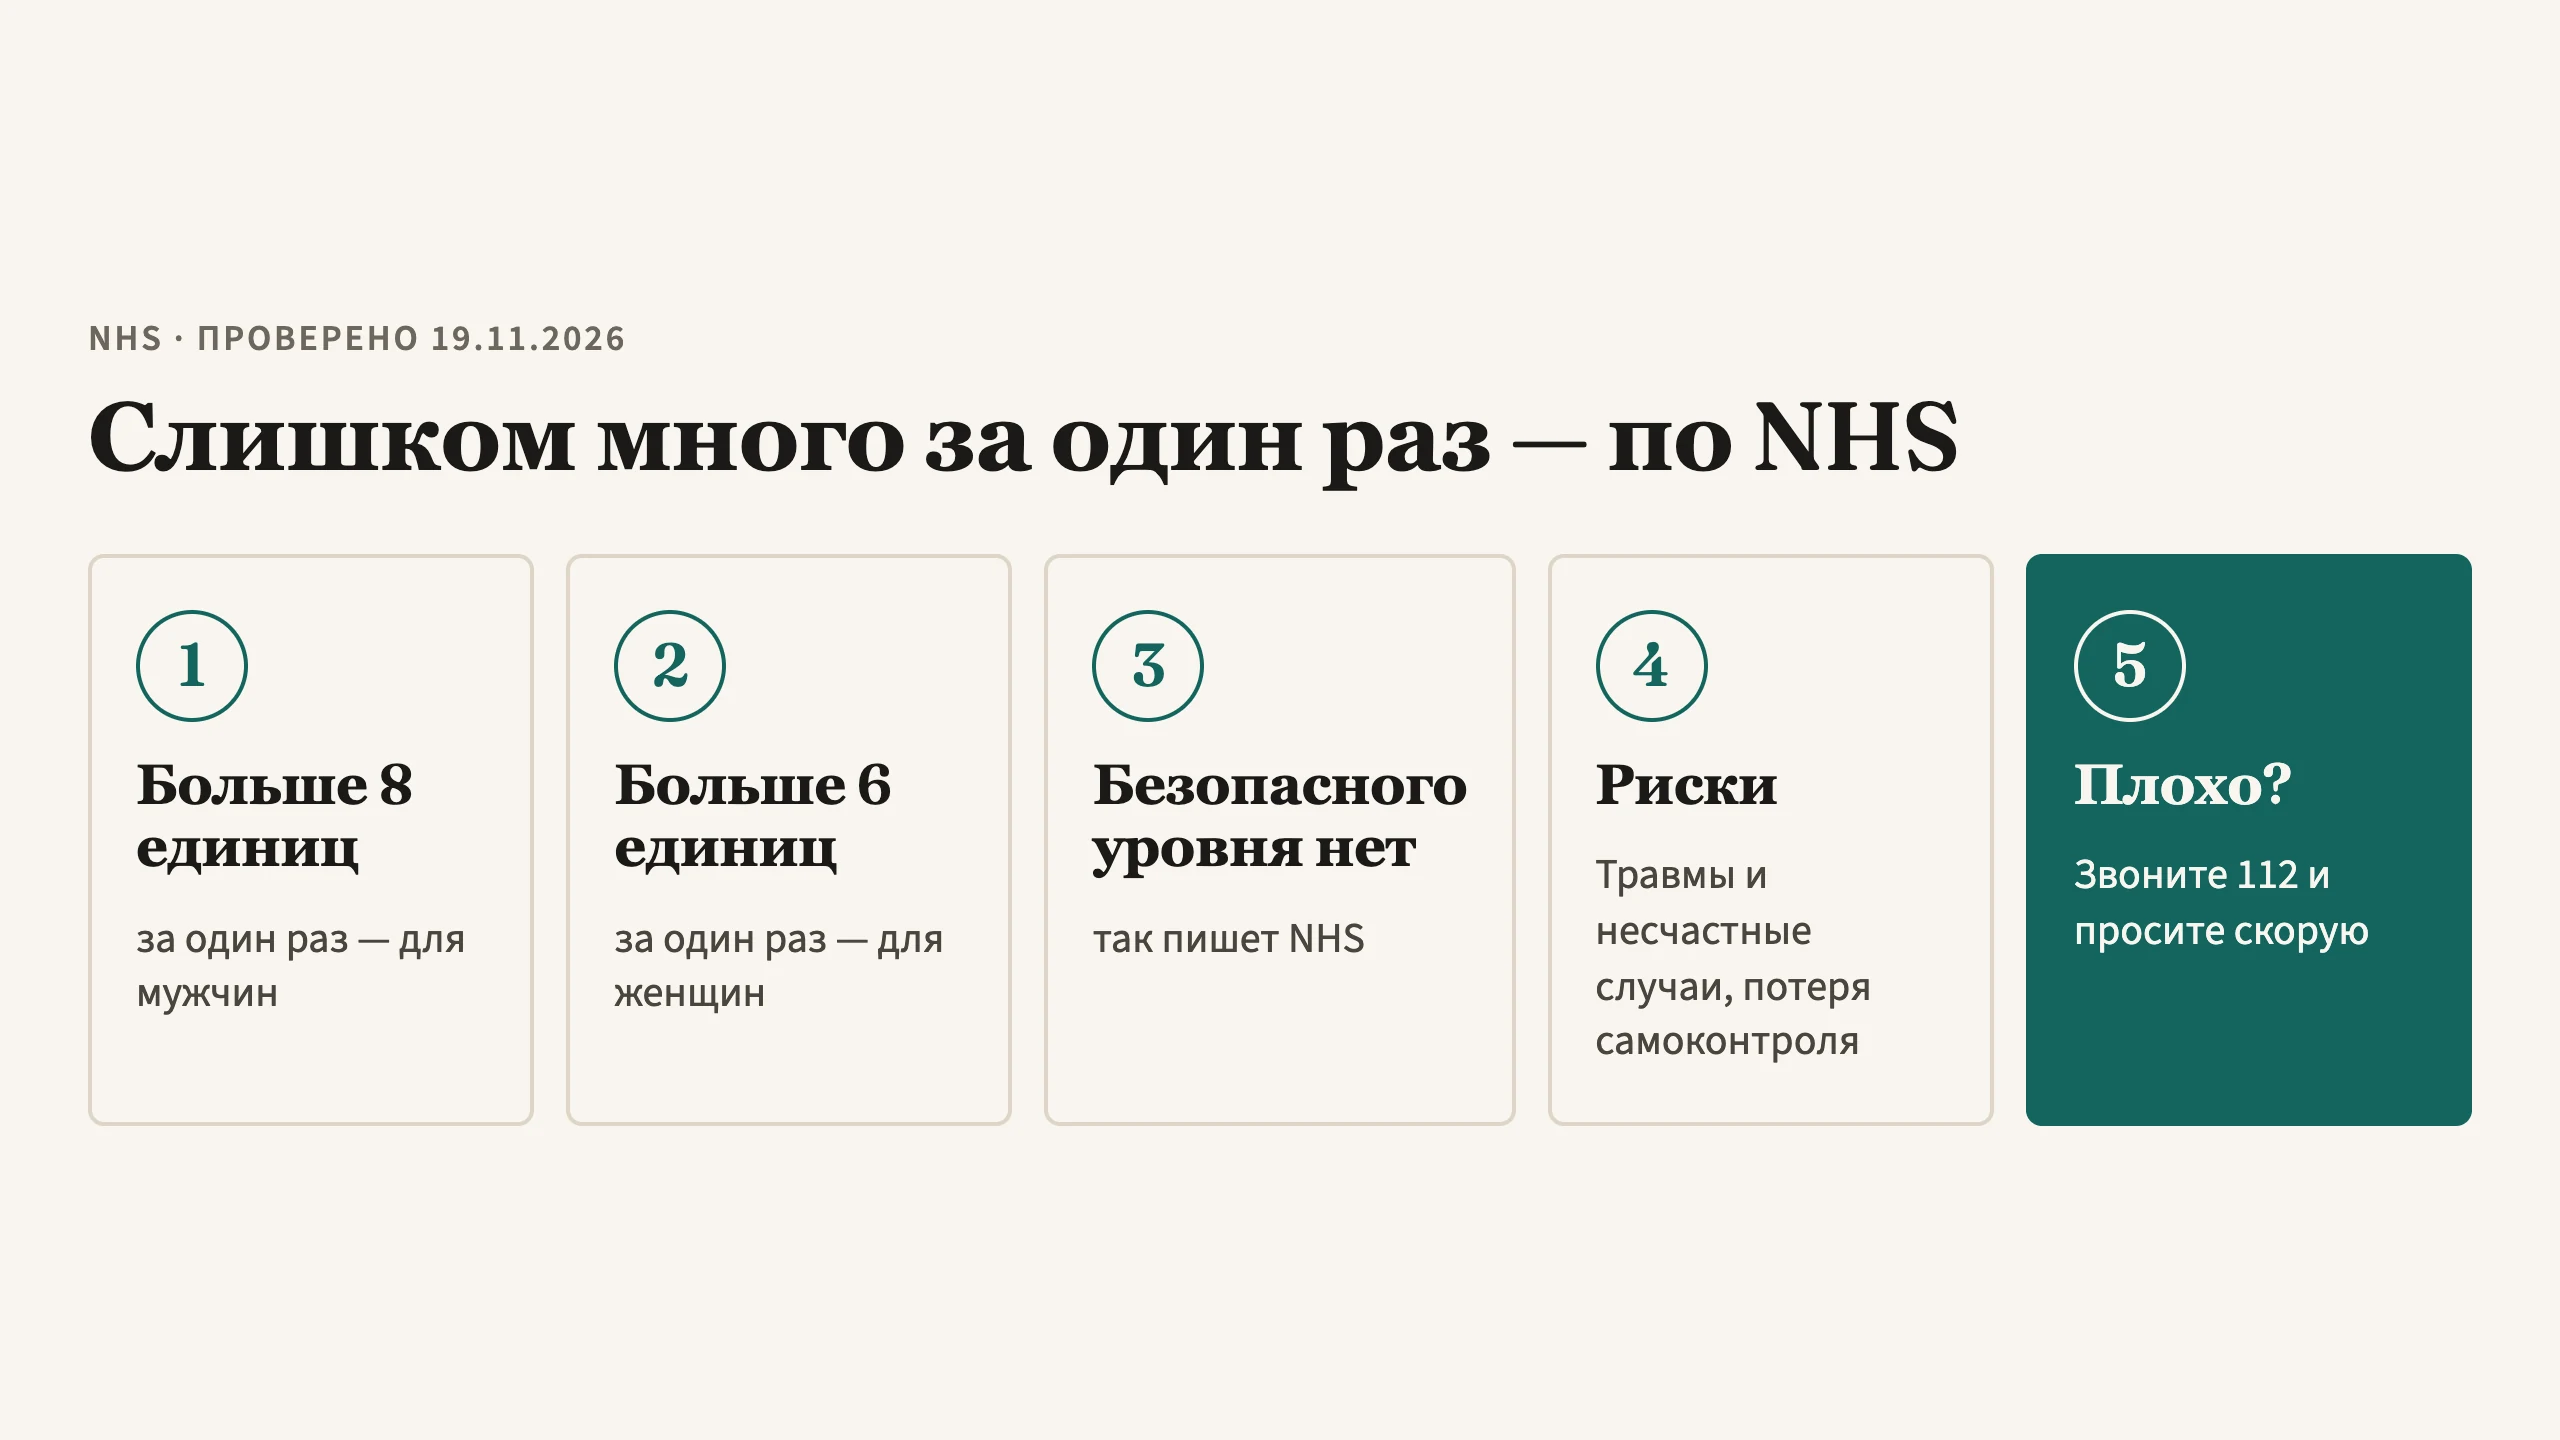 NHS · ПРОВЕРЕНО 19.11.2026
Слишком много за один раз — по NHS
1
Больше 8
единиц
за один раз — для
мужчин
2
Больше 6
единиц
за один раз — для
женщин
3
Безопасного
уровня нет
так пишет NHS
4
Риски
Травмы и
несчастные
случаи, потеря
самоконтроля
5
Плохо?
Звоните 112 и
просите скорую